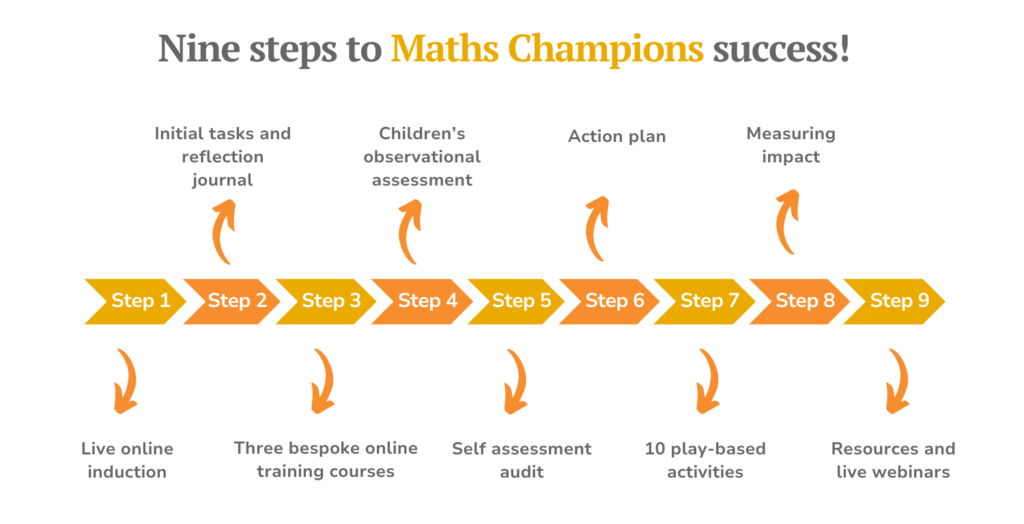 Nine steps to Maths Champions success!
Initial tasks and
reflection
journal
Children's
observational
assessment
Action plan
Measuring
impact
Step 1
Step 2
Step 3
Step 4
Step 5
Step 6
Step 7
Step 8
Step 9
Live online
induction
Three bespoke online
training courses
Self assessment
audit
10 play-based
activities
Resources and
live webinars